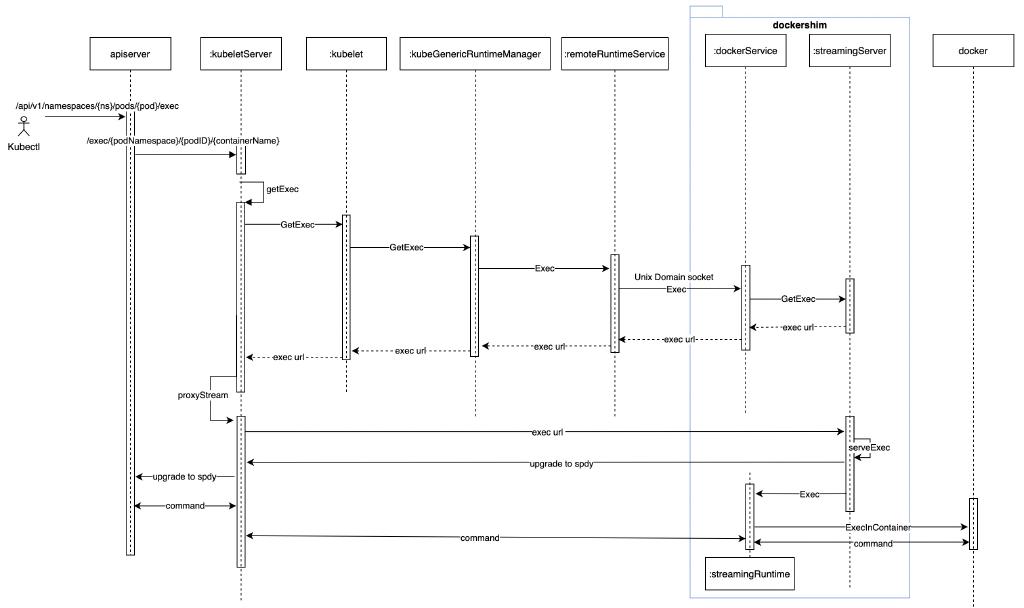 dockershim
apiserver
:kubeletServer
:kubelet
:kubeGenericRuntimeManager
:remoteRuntimeService
:dockerService
:streamingServer
docker
/api/v1/namespaces/{ns}/pods/{pod}/exec
Kubectl
/exec/{podNamespace}/{podID}/{containerName}
getExec
GetExec
GetExec
Exec
Unix Domain socket
Exec
GetExec
exec url
exec url
exec url
exec url
exec url
proxyStream
exec url
serveExec
upgrade to spdy
upgrade to spdy
Exec
command
ExecInContainer
command
command
:streamingRuntime